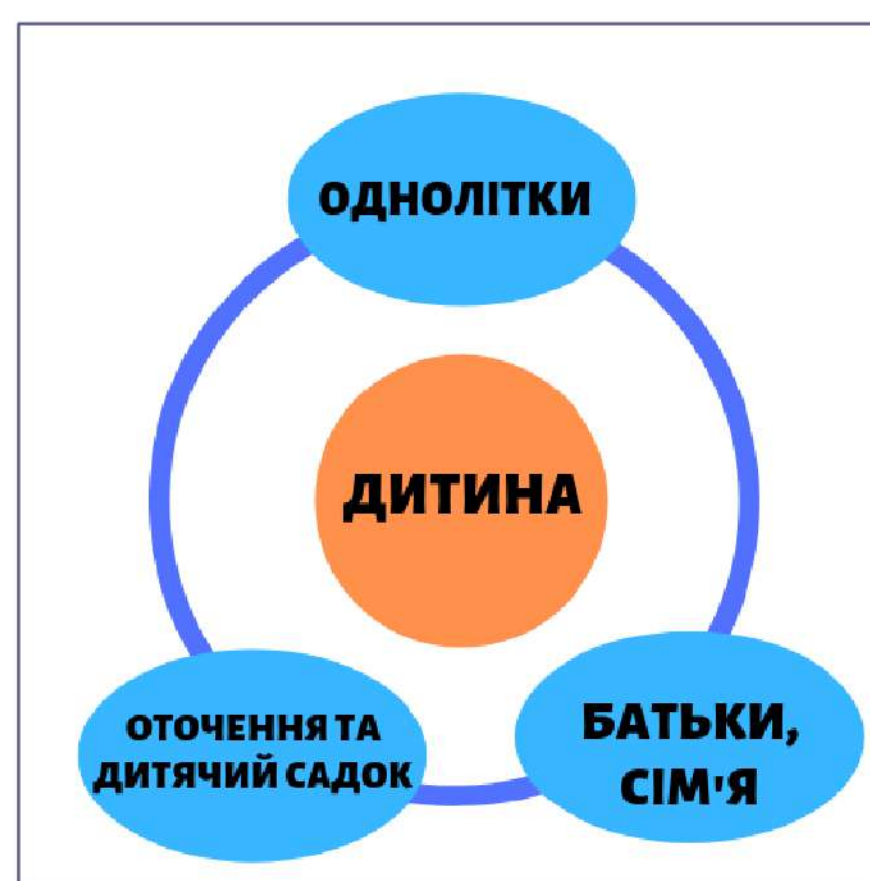 ОДНОЛІТКИ
ДИТИНА
ОТОЧЕННЯ ТА
ДИТЯЧИЙ САДОК
БАТЬКИ,
СІМ'Я